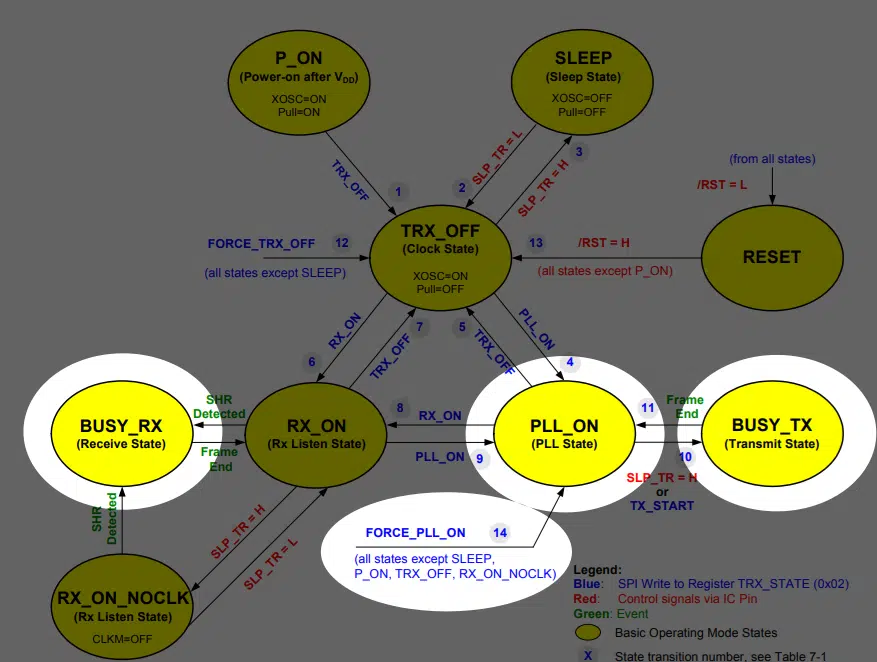 P_ON
(Power-on after VDD)
XOSC=ON
Pull=ON
SLEEP
(Sleep State)
XOSC=OFF
Pull=OFF
TRX_OFF
1
2
SLP_TR = L
SLP_TR = H
3
(from all states)
/RST = L
FORCE_TRX_OFF 12
(all states except SLEEP)
TRX_OFF
(Clock State)
XOSC=ON
Pull=OFF
13 /RST = H
(all states except P_ON)
RESET
6
RX_ON
TRX_OFF
7
5
TRX_OFF
PLL_ON
4
BUSY_RX
(Receive State)
SHR
Detected
Frame
End
RX_ON
(Rx Listen State)
8 RX_ON
PLL_ON 9
PLL_ON
(PLL State)
11 Frame
End
10
SLP_TR = H
or
TX_START
BUSY_TX
(Transmit State)
SHR
Detected
SLP_TR = H
SLP_TR = L
FORCE_PLL_ON 14
(all states except SLEEP,
P_ON, TRX_OFF, RX_ON_NOCLK)
RX_ON_NOCLK
(Rx Listen State)
CLKM=OFF
Legend:
Blue: SPI Write to Register TRX_STATE (0x02)
Red: Control signals via IC Pin
Green: Event
Basic Operating Mode States
X State transition number, see Table 7-1